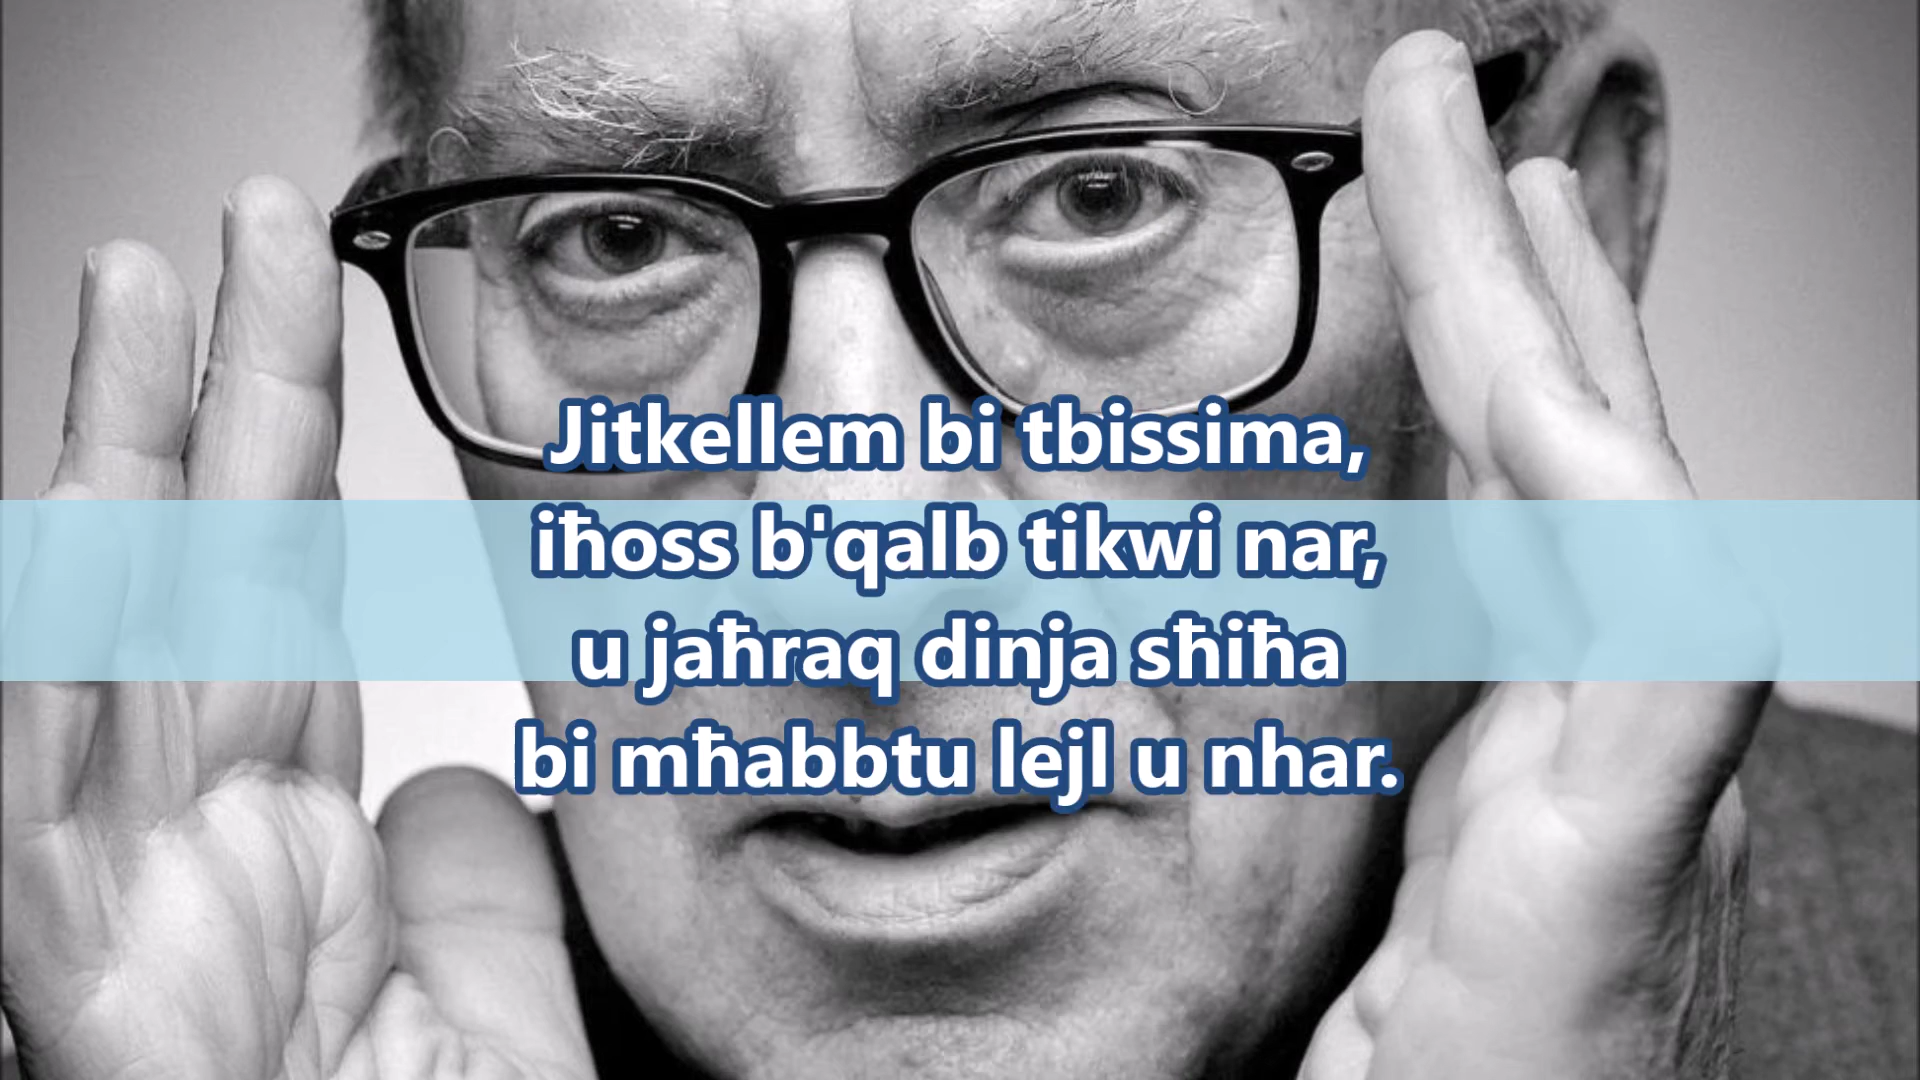 Jitkellem bi tbissima,
iħoss b'qalb tikwi nar,
u jaħraq dinja sħiħa
bi mħabbtu lejl u nhar.